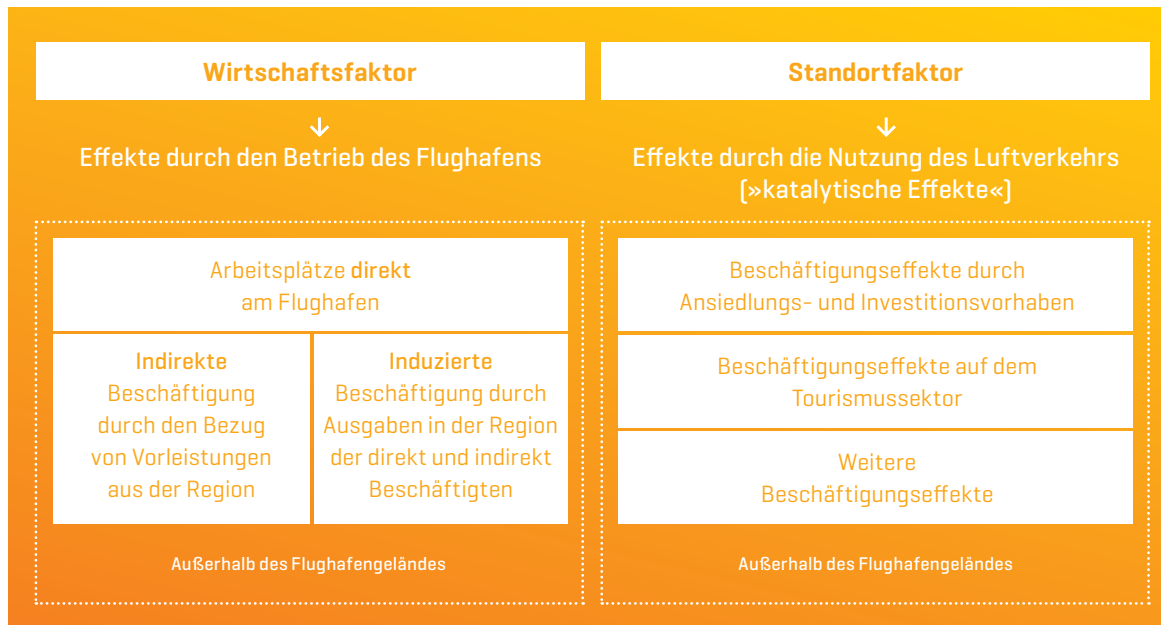 Wirtschaftsfaktor
Effekte durch den Betrieb des Flughafens
Arbeitsplätze direkt
am Flughafen
Indirekte
Beschäftigung
durch den Bezug
von Vorleistungen
aus der Region
Induzierte
Beschäftigung durch
Ausgaben in der Region
der direkt und indirekt
Beschäftigten
Außerhalb des Flughafengeländes
Standortfaktor
Effekte durch die Nutzung des Luftverkehrs
(»katalytische Effekte«)
Beschäftigungseffekte durch
Ansiedlungs- und Investitionsvorhaben
Beschäftigungseffekte auf dem
Tourismussektor
Weitere
Beschäftigungseffekte
Außerhalb des Flughafengeländes